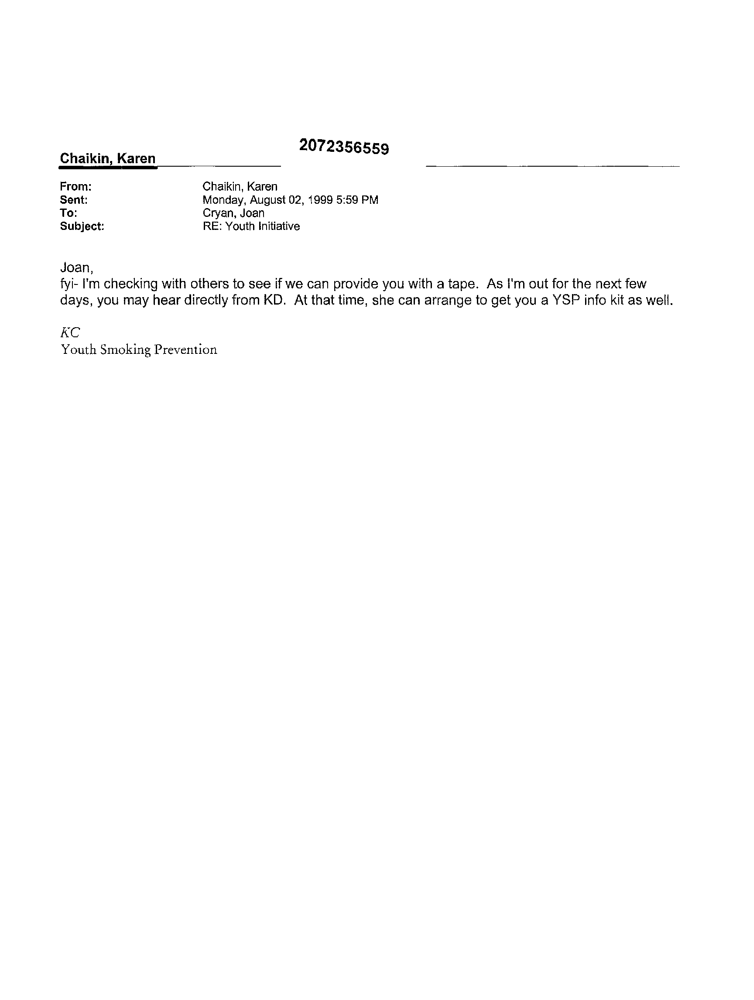 2072356559
Chaikin, Karen
From: Chaikin, Karen
Sent: Monday, August 02, 1999 5:59 PM
To: Cryan, Joan
Subject: RE: Youth Initiative
Joan,
fyi- I'm checking with others to see if we can provide you with a tape.  As I'm out for the next few
days, you may hear directly from KD.  At that time, she can arrange to get you a YSP info kit as well.
KC
Youth Smoking Prevention